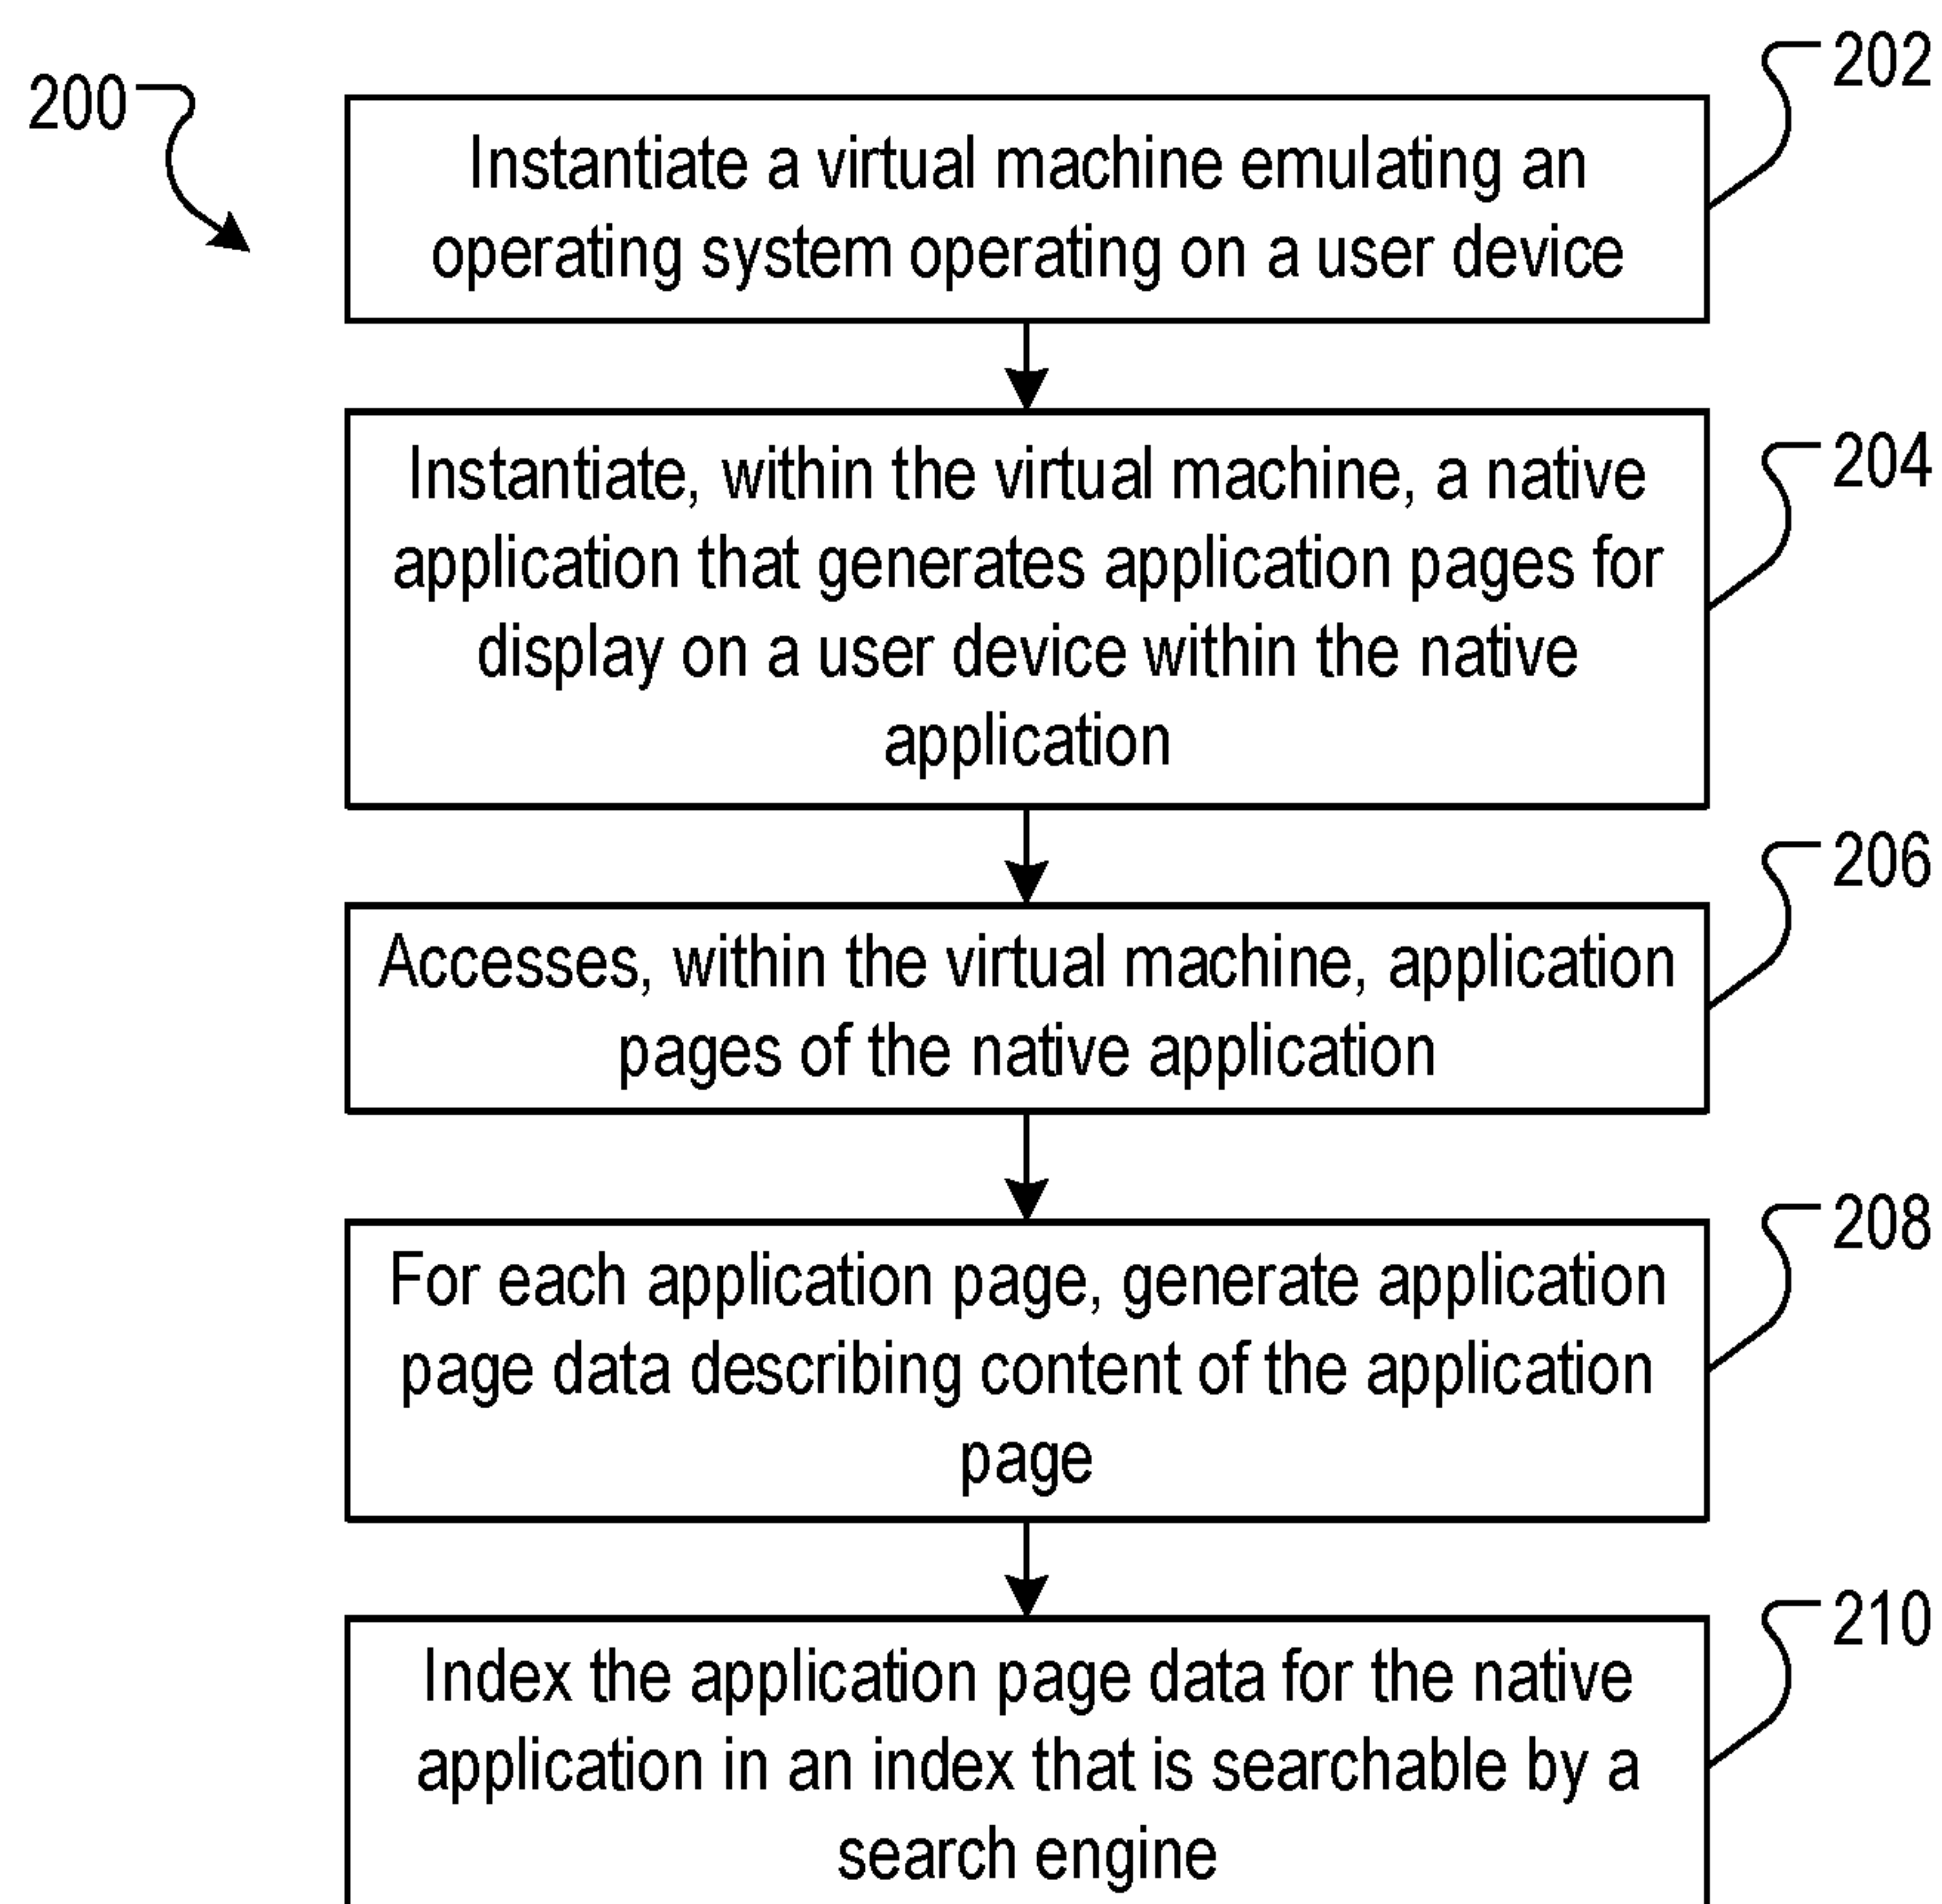 200
202
Instantiate a virtual machine emulating an
operating system operating on a user device
204
Instantiate, within the virtual machine, a native
application that generates application pages for
display on a user device within the native
application
206
Accesses, within the virtual machine, application
pages of the native application
208
For each application page, generate application
page data describing content of the application
page
210
Index the application page data for the native
application in an index that is searchable by a
search engine